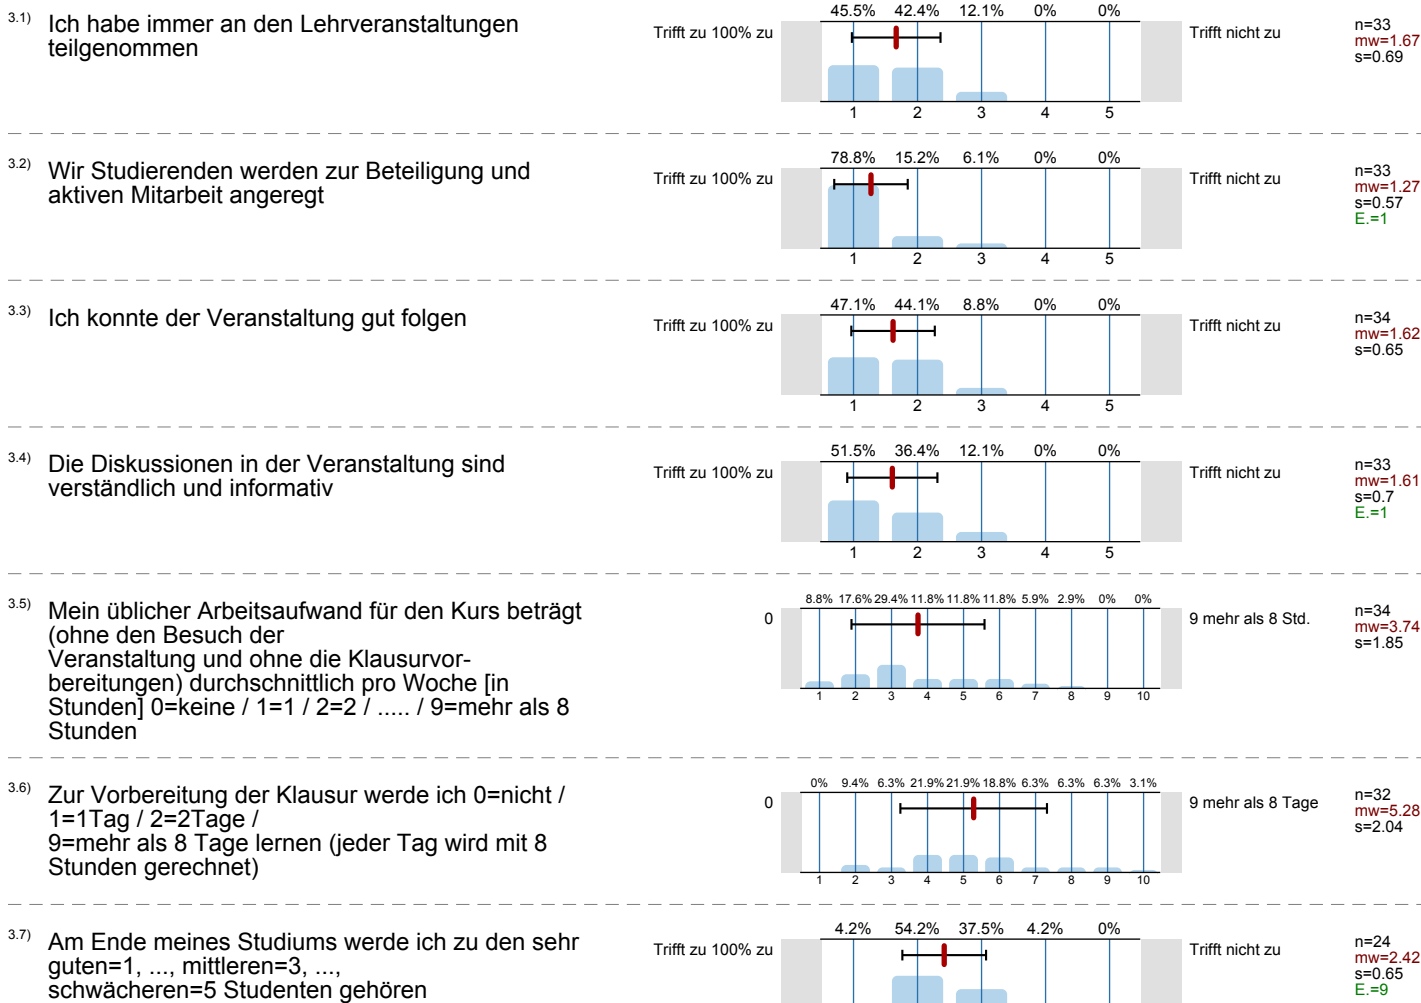 3.1) Ich habe immer an den Lehrveranstaltungen
teilgenommen
Trifft zu 100% zu
45.5% 42.4% 12.1% 0% 0%
1 2 3 4 5
Trifft nicht zu
n=33
mw=1.67
s=0.69
3.2) Wir Studierenden werden zur Beteiligung und
aktiven Mitarbeit angeregt
Trifft zu 100% zu
78.8% 15.2% 6.1% 0% 0%
1 2 3 4 5
Trifft nicht zu
n=33
mw=1.27
s=0.57
E.=1
3.3) Ich konnte der Veranstaltung gut folgen
Trifft zu 100% zu
47.1% 44.1% 8.8% 0% 0%
1 2 3 4 5
Trifft nicht zu
n=34
mw=1.62
s=0.65
3.4) Die Diskussionen in der Veranstaltung sind
verständlich und informativ
Trifft zu 100% zu
51.5% 36.4% 12.1% 0% 0%
1 2 3 4 5
Trifft nicht zu
n=33
mw=1.61
s=0.7
E.=1
3.5) Mein üblicher Arbeitsaufwand für den Kurs beträgt
(ohne den Besuch der
Veranstaltung und ohne die Klausurvor-
bereitungen) durchschnittlich pro Woche [in
Stunden] 0=keine / 1=1 / 2=2 / ..... / 9=mehr als 8
Stunden
0
8.8% 17.6% 29.4% 11.8% 11.8% 11.8% 5.9% 2.9% 0% 0%
1 2 3 4 5 6 7 8 9 10
9 mehr als 8 Std.
n=34
mw=3.74
s=1.85
3.6) Zur Vorbereitung der Klausur werde ich 0=nicht /
1=1Tag / 2=2Tage /
9=mehr als 8 Tage lernen (jeder Tag wird mit 8
Stunden gerechnet)
0
0% 9.4% 6.3% 21.9% 21.9% 18.8% 6.3% 6.3% 6.3% 3.1%
1 2 3 4 5 6 7 8 9 10
9 mehr als 8 Tage
n=32
mw=5.28
s=2.04
3.7) Am Ende meines Studiums werde ich zu den sehr
guten=1, ..., mittleren=3, ...,
schwächeren=5 Studenten gehören
Trifft zu 100% zu
4.2% 54.2% 37.5% 4.2% 0%
Trifft nicht zu
n=24
mw=2.42
s=0.65
E.=9